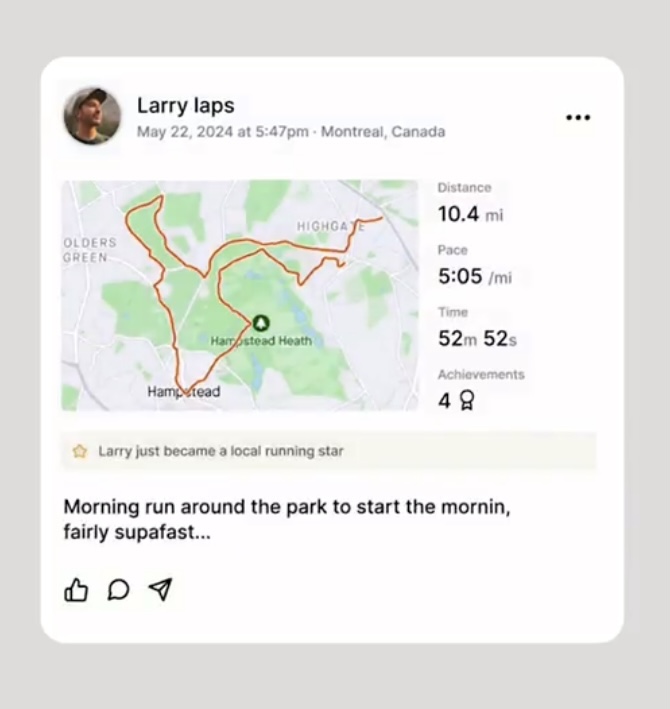 Larry laps
May 22, 2024 at 5:47pm · Montreal, Canada
Distance
10.4 mi
Pace
5:05 /mi
Time
52m 52s
Achievements
4
HIGHGATE
OLDERS
GREEN
Hampstead Heath
Hampstead
Larry just became a local running star
Morning run around the park to start the mornin,
fairly supafast...